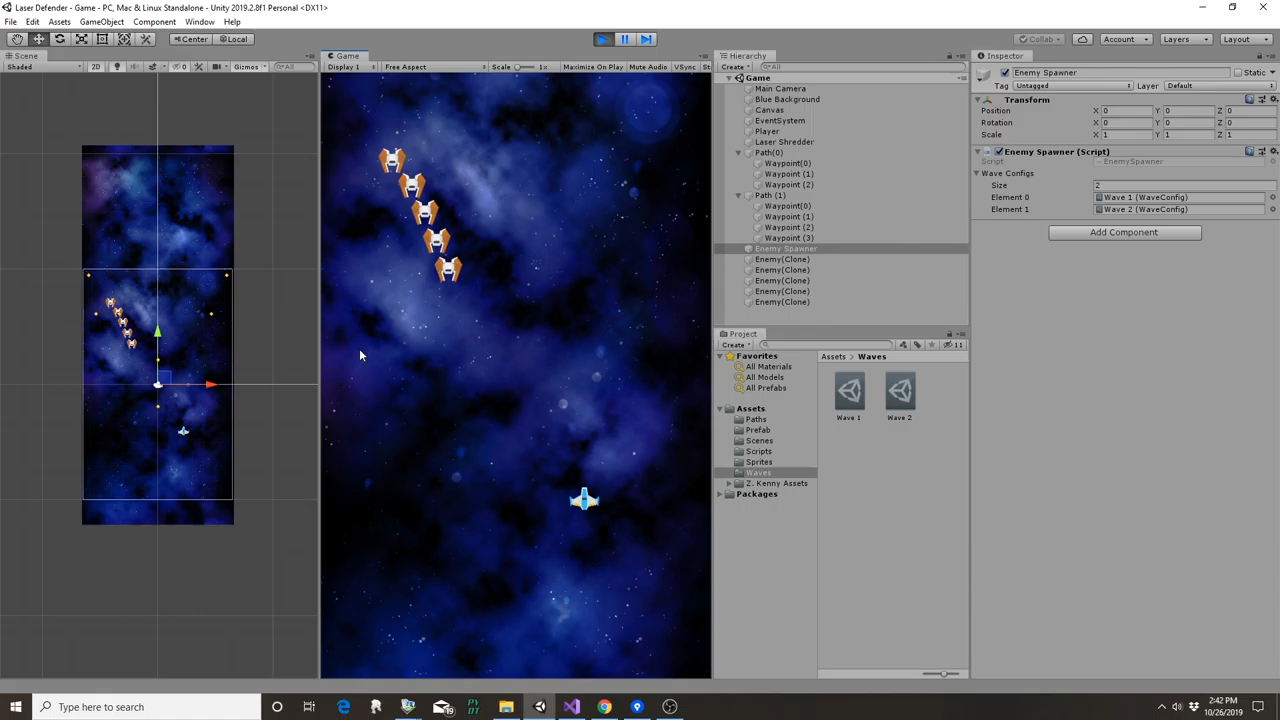 Laser Defender - Game - PC, Mac & Linux Standalone - Unity 2019.2.8f1 Personal <DX11>
File Edit Assets GameObject Component Window Help
Center Local
Collab Account Layers Layout
Scene
Shaded 2D 0 Gizmos All
Game
Display 1 Free Aspect Scale 1x Maximize On Play Mute Audio VSync St
Hierarchy
Create All
Game
Main Camera
Blue Background
Canvas
EventSystem
Player
Laser Shredder
Path(0)
Waypoint(0)
Waypoint (1)
Waypoint (2)
Path (1)
Waypoint(0)
Waypoint (1)
Waypoint (2)
Waypoint (3)
Enemy Spawner
Enemy(Clone)
Enemy(Clone)
Enemy(Clone)
Enemy(Clone)
Enemy(Clone)
Project
Create 11
Favorites
All Materials
All Models
All Prefabs
Assets
Paths
Prefab
Scenes
Scripts
Sprites
Waves
Z. Kenny Assets
Packages
Assets Waves
Wave 1 Wave 2
Inspector
Enemy Spawner Static
Tag Untagged Layer Default
Transform
Position X 0 Y 0 Z 0
Rotation X 0 Y 0 Z 0
Scale X 1 Y 1 Z 1
Enemy Spawner (Script)
Script EnemySpawner
Wave Configs
Size 2
Element 0 Wave 1 (WaveConfig)
Element 1 Wave 2 (WaveConfig)
Add Component
Type here to search
2:42 PM
10/26/2019